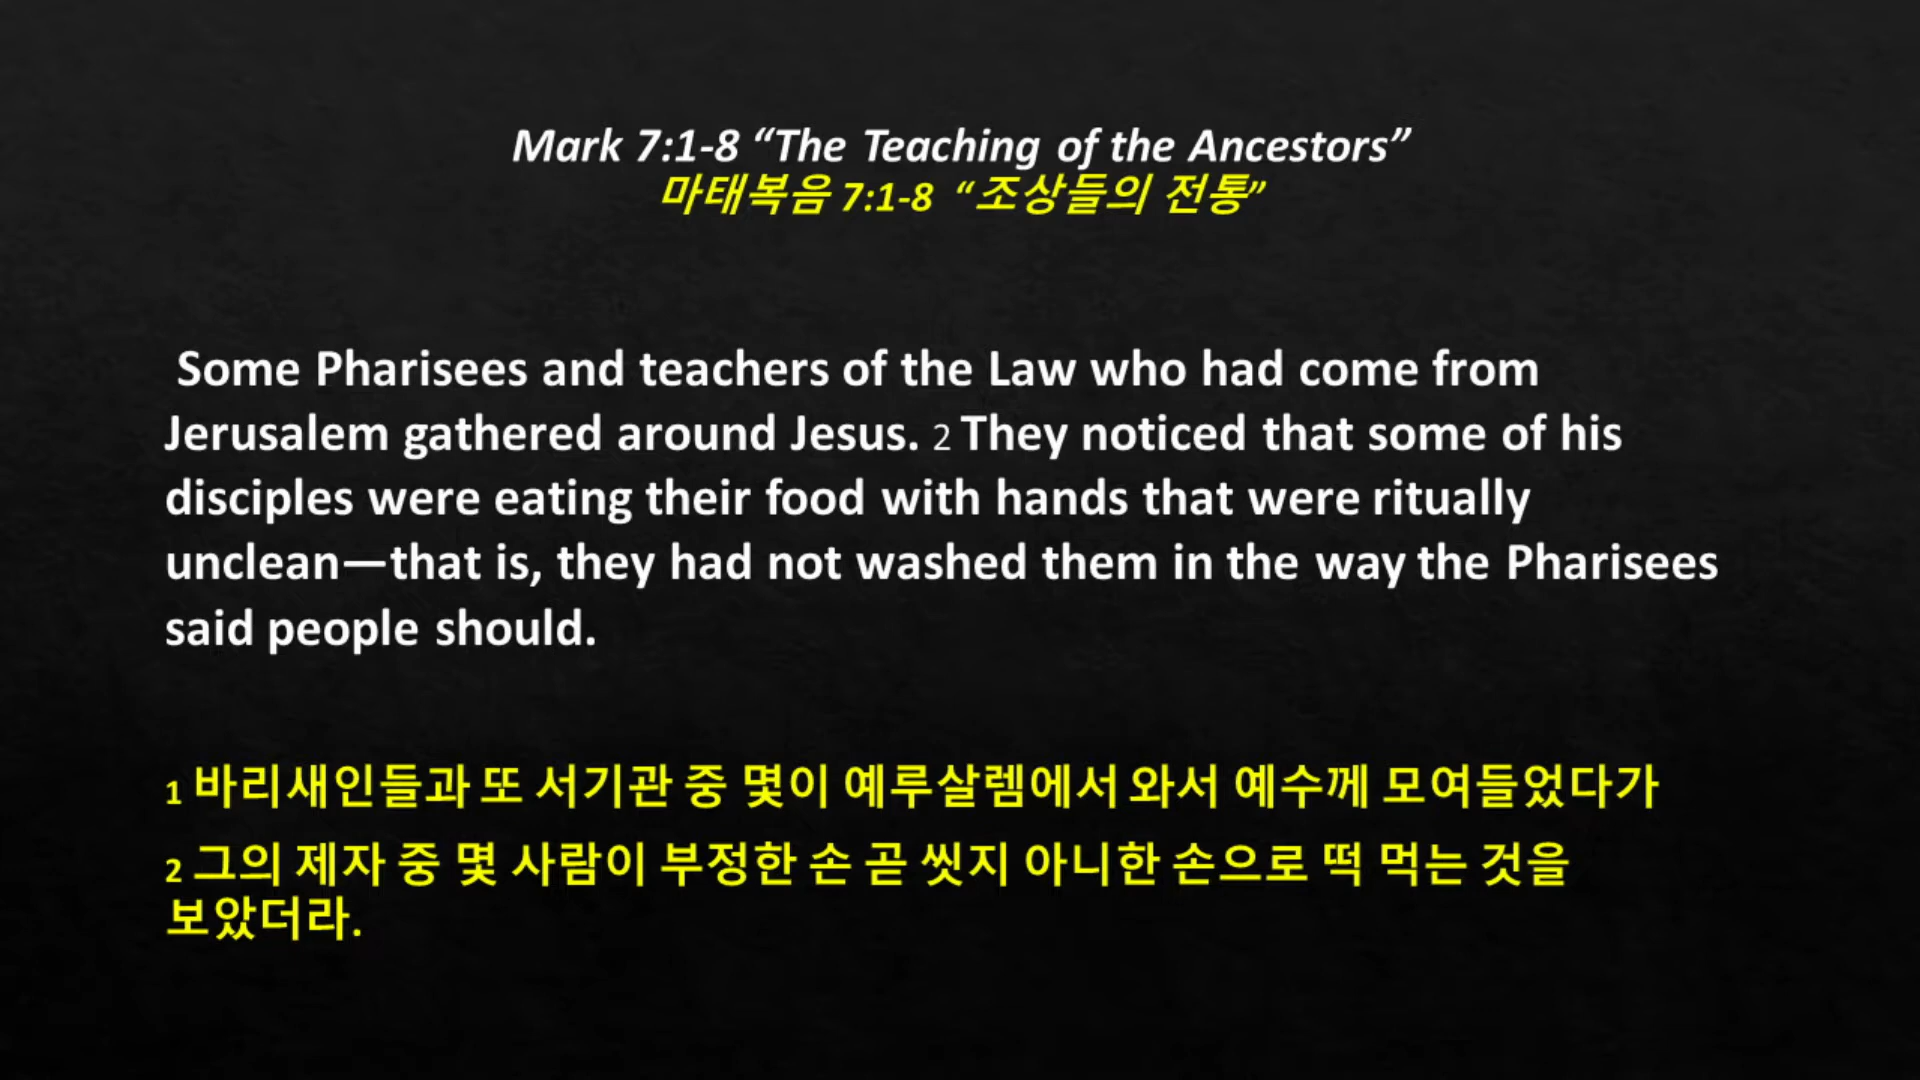 Mark 7:1-8 “The Teaching of the Ancestors”
마태복음 7:1-8 “조상들의 전통”
Some Pharisees and teachers of the Law who had come from
Jerusalem gathered around Jesus. 2 They noticed that some of his
disciples were eating their food with hands that were ritually
unclean—that is, they had not washed them in the way the Pharisees
said people should.
1 바리새인들과 또 서기관 중 몇이 예루살렘에서 와서 예수께 모여들었다가
2 그의 제자 중 몇 사람이 부정한 손 곧 씻지 아니한 손으로 떡 먹는 것을
보았더라.